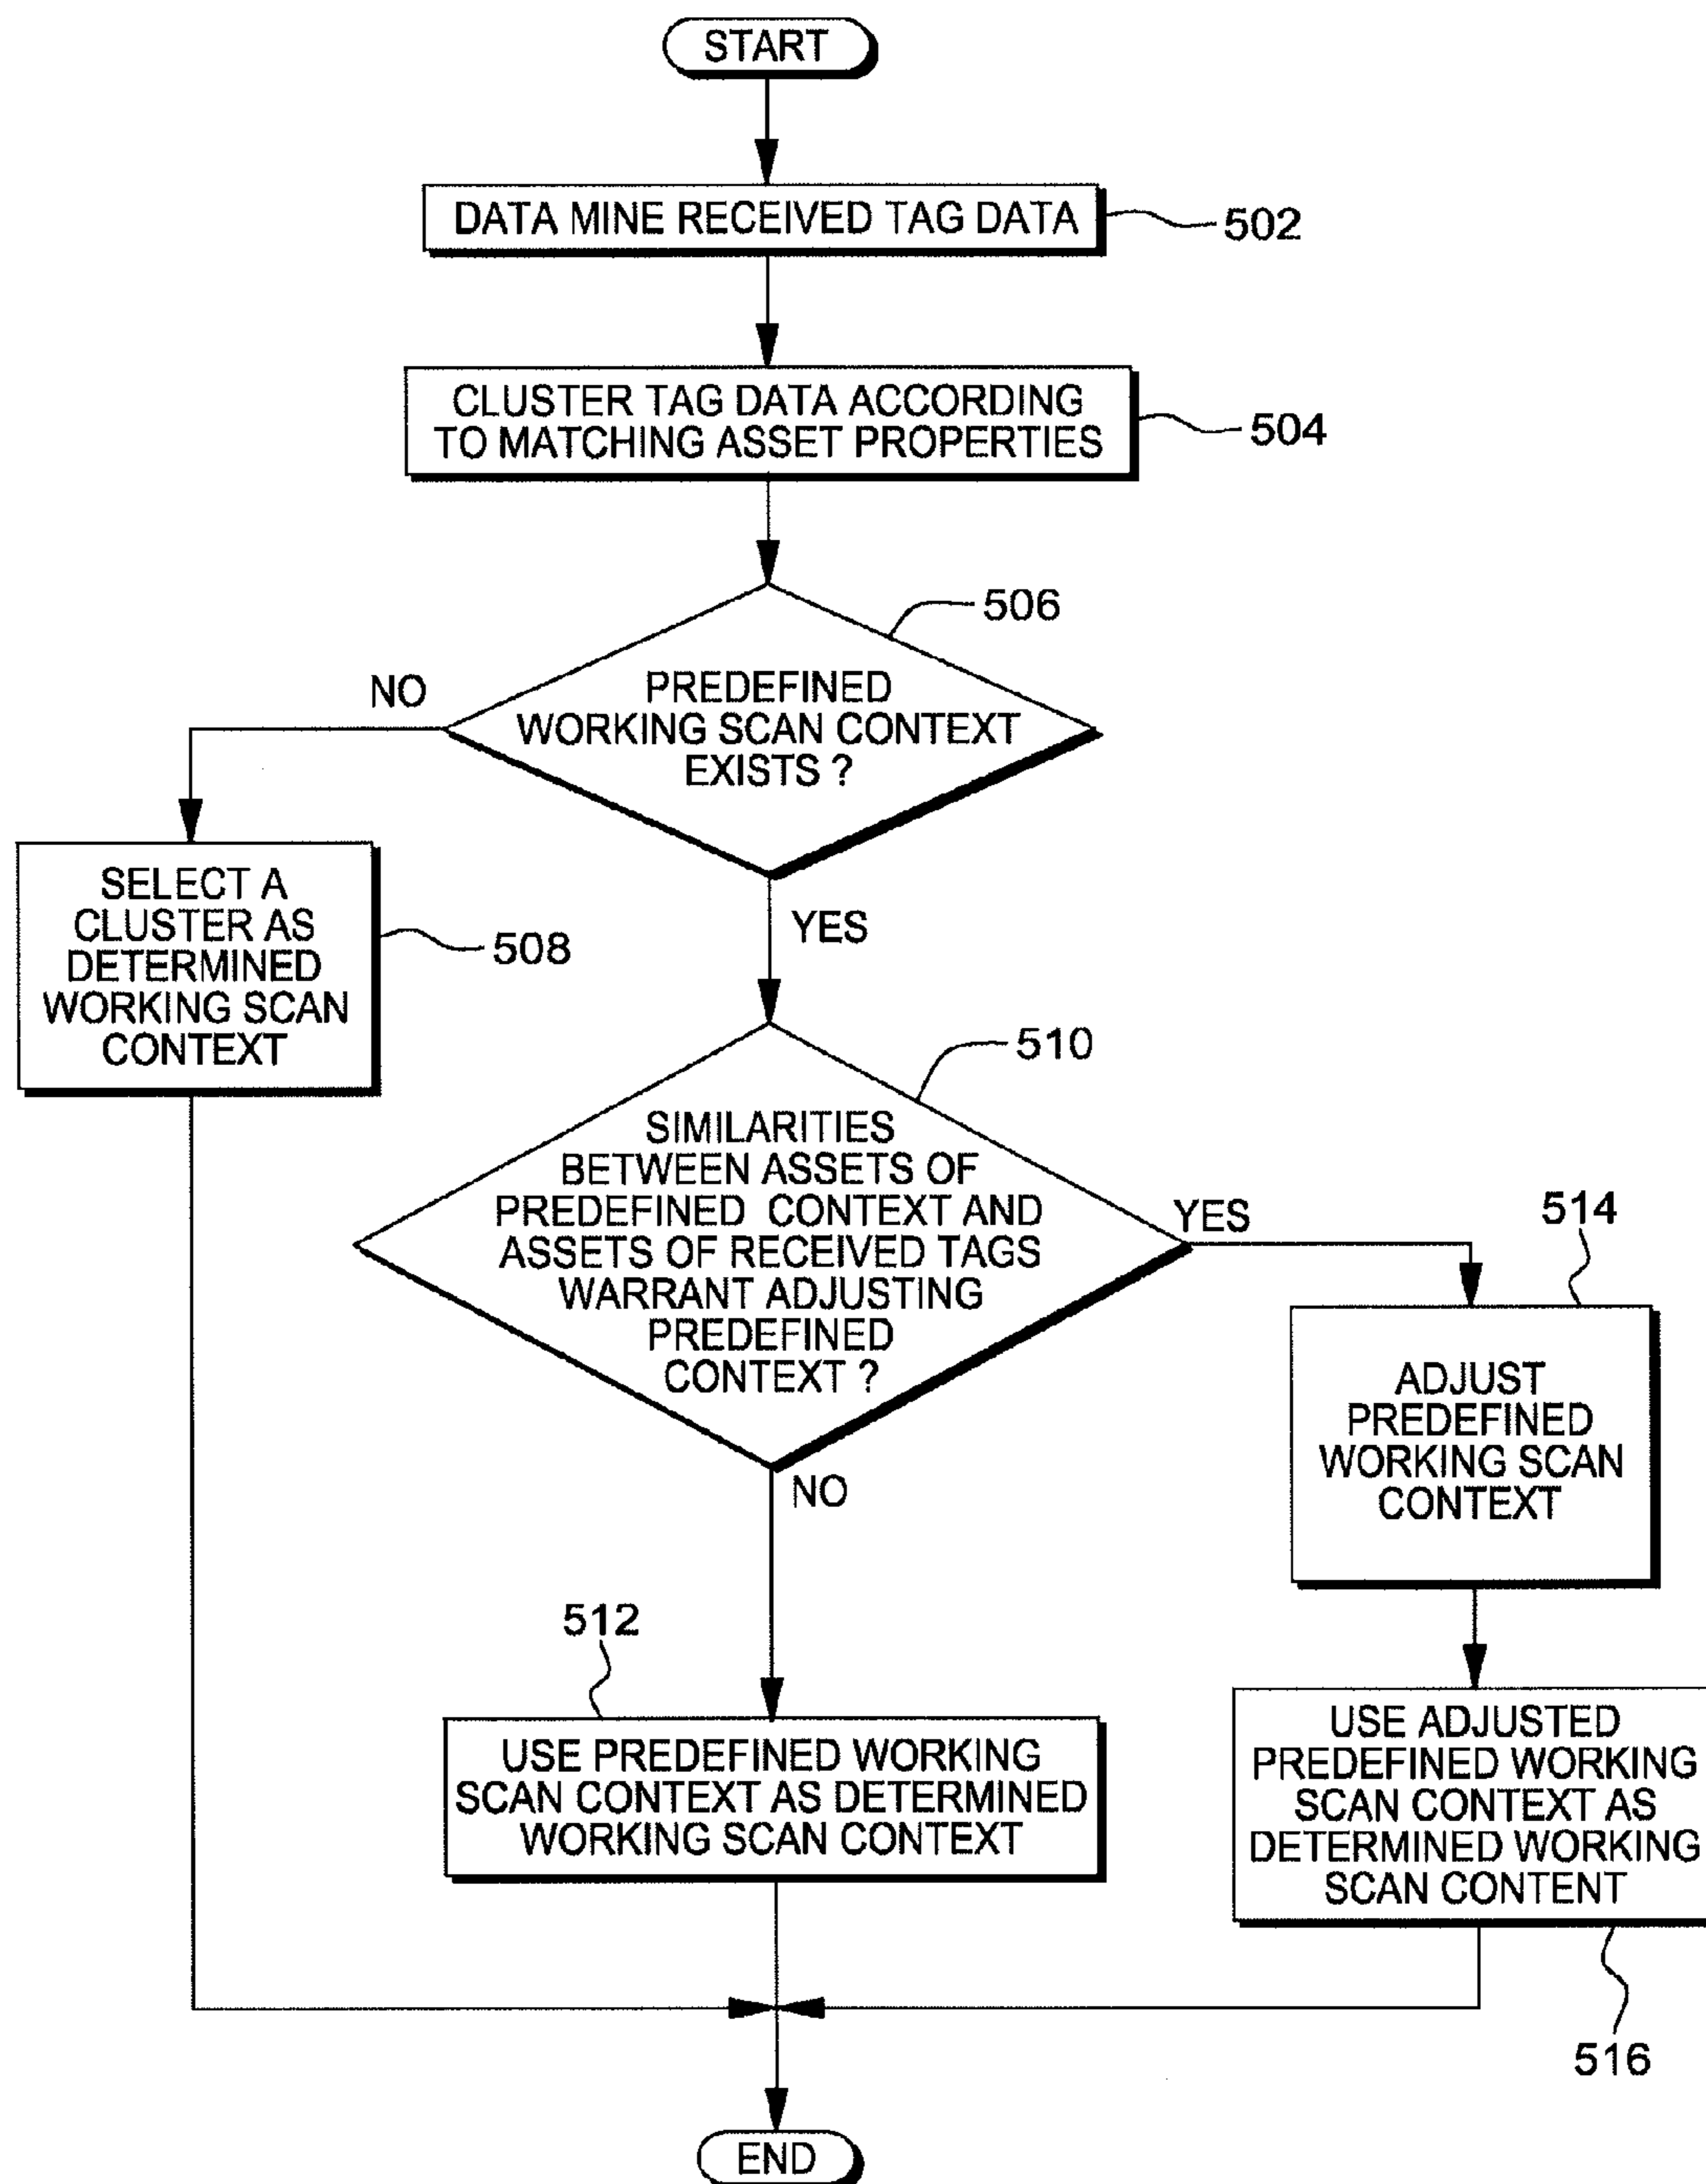 START
DATA MINE RECEIVED TAG DATA
502
CLUSTER TAG DATA ACCORDING
TO MATCHING ASSET PROPERTIES
504
506
PREDEFINED
WORKING SCAN CONTEXT
EXISTS ?
NO
YES
SELECT A
CLUSTER AS
DETERMINED
WORKING SCAN
CONTEXT
508
510
SIMILARITIES
BETWEEN ASSETS OF
PREDEFINED CONTEXT AND
ASSETS OF RECEIVED TAGS
WARRANT ADJUSTING
PREDEFINED
CONTEXT ?
YES
NO
514
ADJUST
PREDEFINED
WORKING SCAN
CONTEXT
512
USE PREDEFINED WORKING
SCAN CONTEXT AS DETERMINED
WORKING SCAN CONTEXT
USE ADJUSTED
PREDEFINED WORKING
SCAN CONTEXT AS
DETERMINED WORKING
SCAN CONTENT
516
END